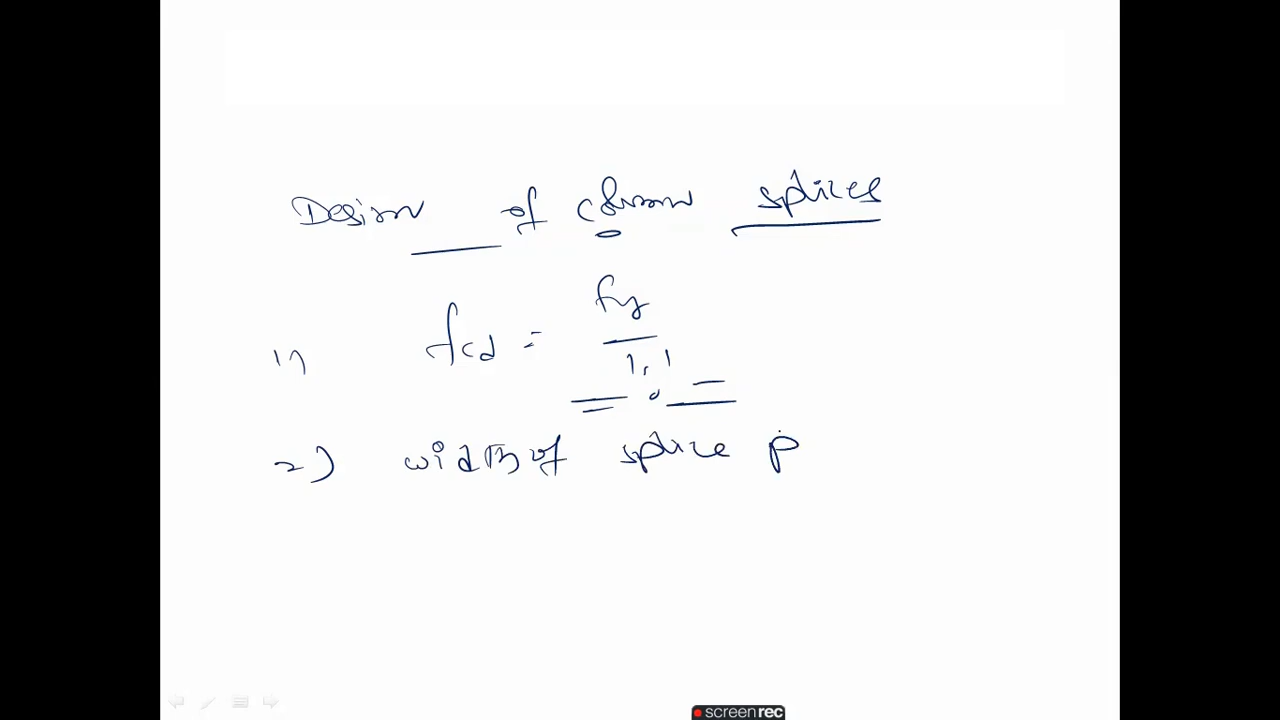 Design of column splices
1) fcd = fy / 1.1
2) width of splice p
screenrec